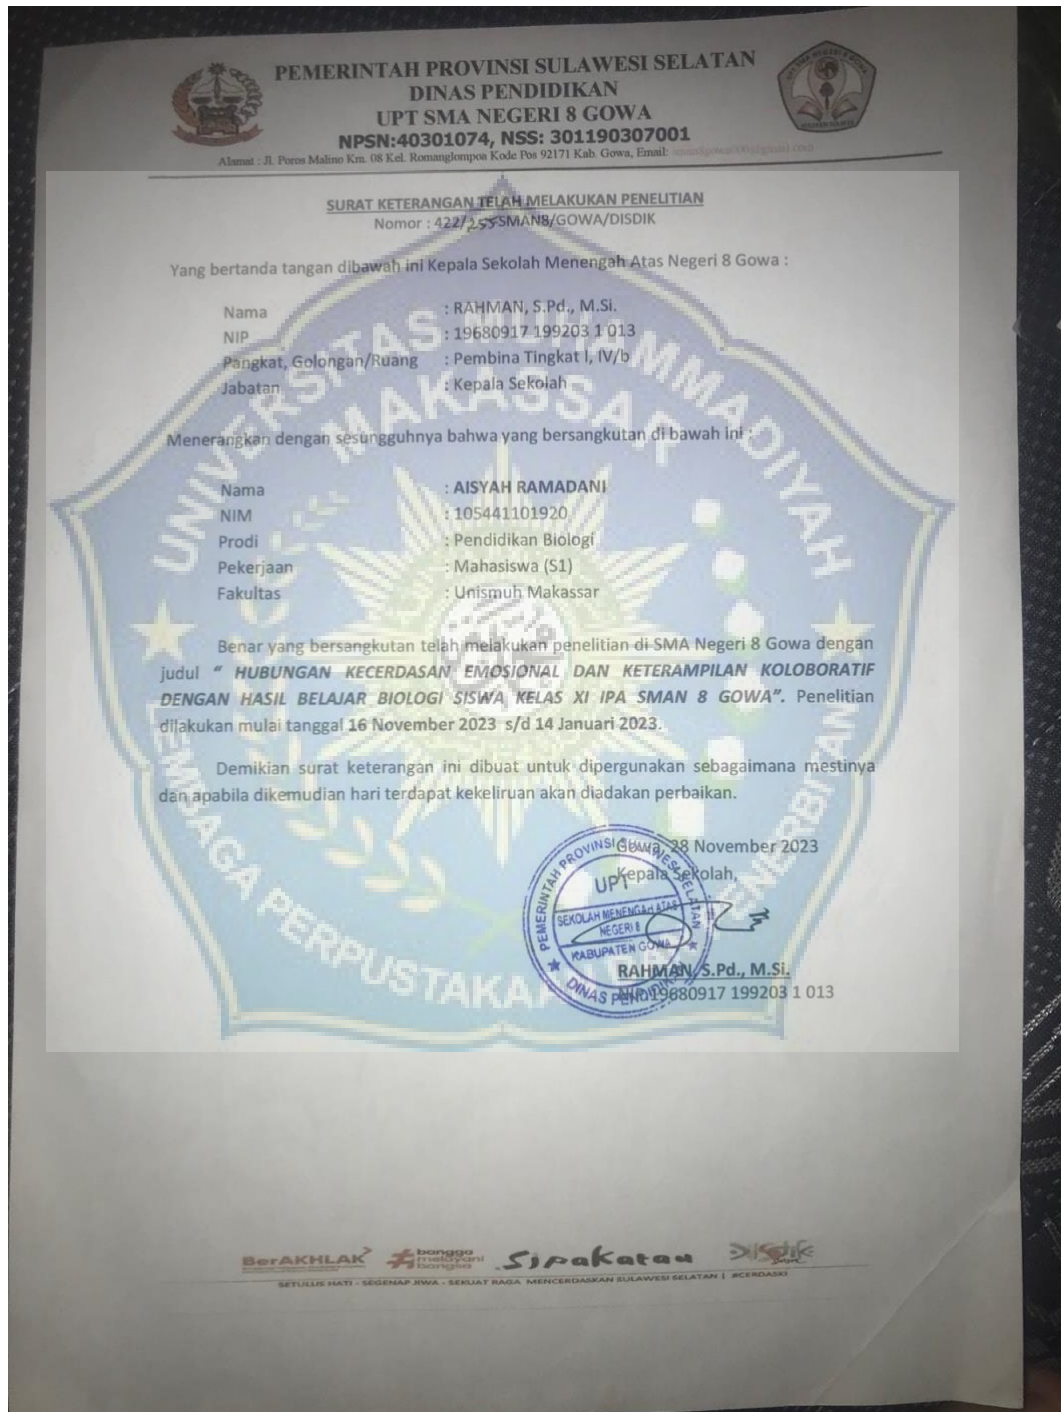 PEMERINTAH PROVINSI SULAWESI SELATAN
DINAS PENDIDIKAN
UPT SMA NEGERI 8 GOWA
NPSN:40301074, NSS: 301190307001
Alamat : Jl. Poros Malino Km. 08 Kel. Romanglompoa Kode Pos 92171 Kab. Gowa, Email:
SURAT KETERANGAN TELAH MELAKUKAN PENELITIAN
Nomor : 422/255SMAN8/GOWA/DISDIK
Yang bertanda tangan dibawah ini Kepala Sekolah Menengah Atas Negeri 8 Gowa :
Nama : RAHMAN, S.Pd., M.Si.
NIP : 19680917 199203 1 013
Pangkat, Golongan/Ruang : Pembina Tingkat I, IV/b
Jabatan : Kepala Sekolah
Menerangkan dengan sesungguhnya bahwa yang bersangkutan di bawah ini :
Nama : AISYAH RAMADANI
NIM : 105441101920
Prodi : Pendidikan Biologi
Pekerjaan : Mahasiswa (S1)
Fakultas : Unismuh Makassar
Benar yang bersangkutan telah melakukan penelitian di SMA Negeri 8 Gowa dengan
judul “ HUBUNGAN KECERDASAN EMOSIONAL DAN KETERAMPILAN KOLOBORATIF
DENGAN HASIL BELAJAR BIOLOGI SISWA KELAS XI IPA SMAN 8 GOWA”. Penelitian
dilakukan mulai tanggal 16 November 2023 s/d 14 Januari 2023.
Demikian surat keterangan ini dibuat untuk dipergunakan sebagaimana mestinya
dan apabila dikemudian hari terdapat kekeliruan akan diadakan perbaikan.
Gowa, 28 November 2023
Kepala Sekolah,
PEMERINTAH PROVINSI SULAWESI SELATAN
UPT
SEKOLAH MENENGAH ATAS
NEGERI 8
KABUPATEN GOWA
DINAS PENDIDIKAN
RAHMAN, S.Pd., M.Si.
NIP.19680917 199203 1 013
UNIVERSITAS MUHAMMADIYAH
MAKASSAR
LEMBAGA PERPUSTAKAAN DAN PENERBITAN
BerAKHLAK
bangga
melayani
bangsa
Sipakatau
Disdik
SETULUS HATI - SEGENAP JIWA - SEKUAT RAGA MENCERDASKAN SULAWESI SELATAN | #CERDASKI